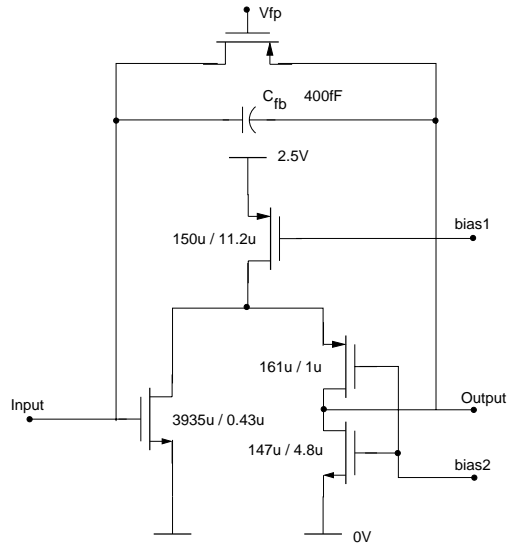 Vfp
C fb 400fF
2.5V
150u / 11.2u
bias1
161u / 1u
Input
3935u / 0.43u
Output
147u / 4.8u
bias2
0V